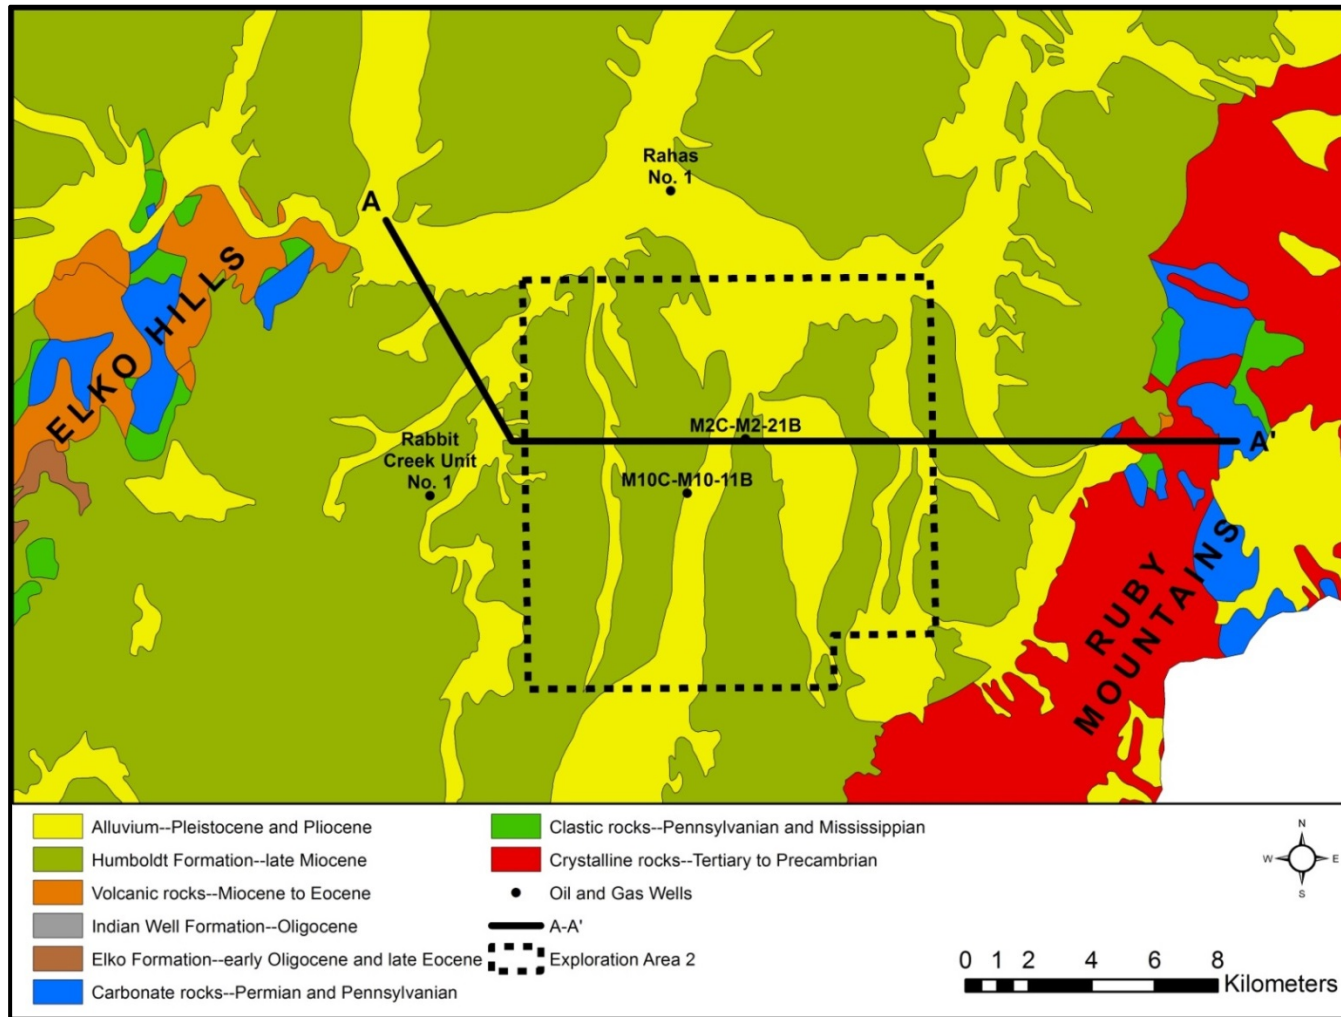 Rahas
No. 1
A
ELKO HILLS
M2C-M2-21B
A'
Rabbit
Creek Unit
No. 1
M10C-M10-11B
RUBY
MOUNTAINS
Alluvium--Pleistocene and Pliocene
Humboldt Formation--late Miocene
Volcanic rocks--Miocene to Eocene
Indian Well Formation--Oligocene
Elko Formation--early Oligocene and late Eocene
Carbonate rocks--Permian and Pennsylvanian
Clastic rocks--Pennsylvanian and Mississippian
Crystalline rocks--Tertiary to Precambrian
Oil and Gas Wells
A-A'
Exploration Area 2
N
W E
S
0 1 2 4 6 8
Kilometers